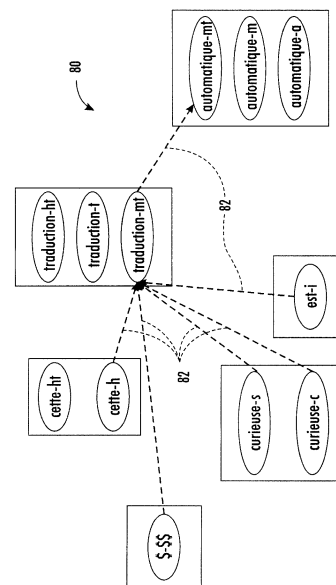 80
automatique-mt
automatique-m
automatique-a
traduction-ht
traduction-t
traduction-mt
82
cette-ht
cette-h
82
est-i
curieuse-s
curieuse-c
$-$$